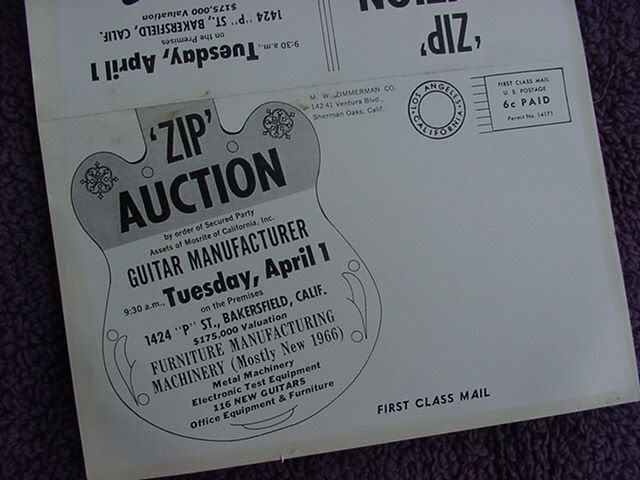 'ZIP'
CTION
9:30 a.m., Tuesday, April 1
on the Premises
1424 "P" ST., BAKERSFIELD, CALIF.
$175,000 Valuation
M. W. ZIMMERMAN CO.
14241 Ventura Blvd.,
Sherman Oaks, Calif.
LOS ANGELES CALIFORNIA
FIRST CLASS MAIL
U. S. POSTAGE
6c PAID
Permit No. 14171
'ZIP'
AUCTION
by order of Secured Party
Assets of Mosrite of California, Inc.
GUITAR MANUFACTURER
9:30 a.m., Tuesday, April 1
on the Premises
1424 "P" ST., BAKERSFIELD, CALIF.
$175,000 Valuation
FURNITURE MANUFACTURING
MACHINERY (Mostly New 1966)
Metal Machinery
Electronic Test Equipment
116 NEW GUITARS
Office Equipment & Furniture
FIRST CLASS MAIL